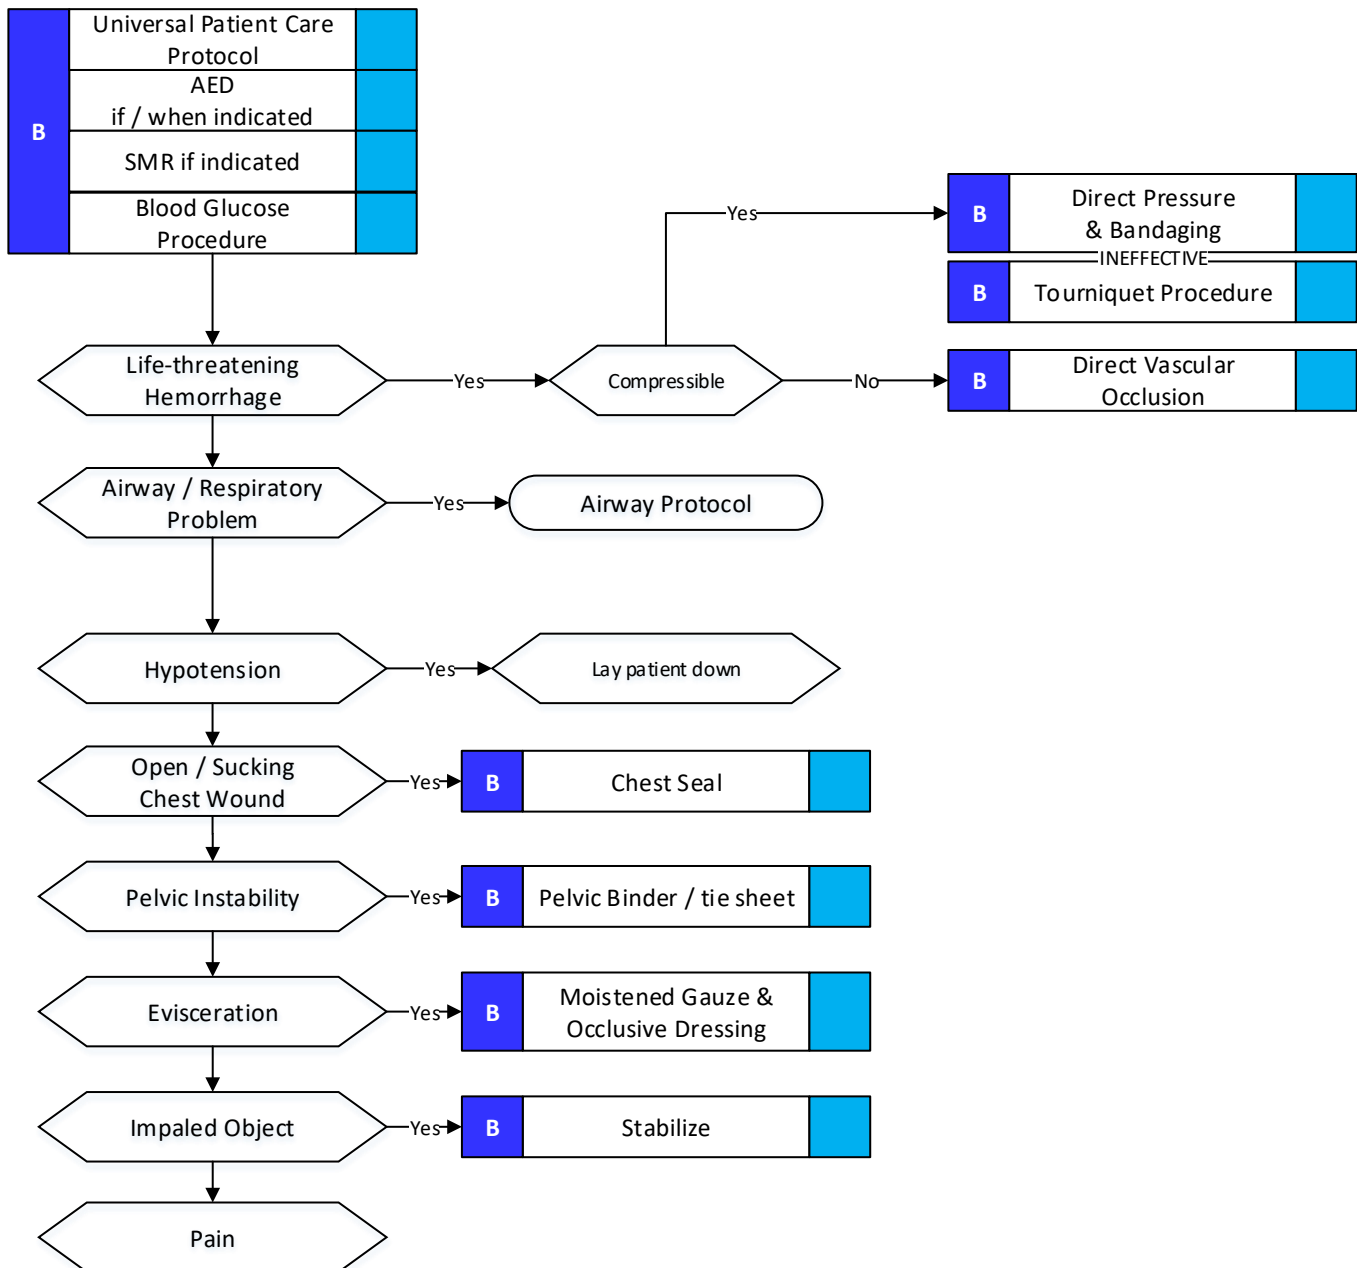 Universal Patient Care
Protocol
AED
if / when indicated
B
SMR if indicated
Blood Glucose
Procedure
Yes
B
Direct Pressure
& Bandaging
INEFFECTIVE
B
Tourniquet Procedure
Life-threatening
Hemorrhage
Yes
Compressible
No
B
Direct Vascular
Occlusion
Airway / Respiratory
Problem
Yes
Airway Protocol
Hypotension
Yes
Lay patient down
Open / Sucking
Chest Wound
Yes
B
Chest Seal
Pelvic Instability
Yes
B
Pelvic Binder / tie sheet
Evisceration
Yes
B
Moistened Gauze &
Occlusive Dressing
Impaled Object
Yes
B
Stabilize
Pain